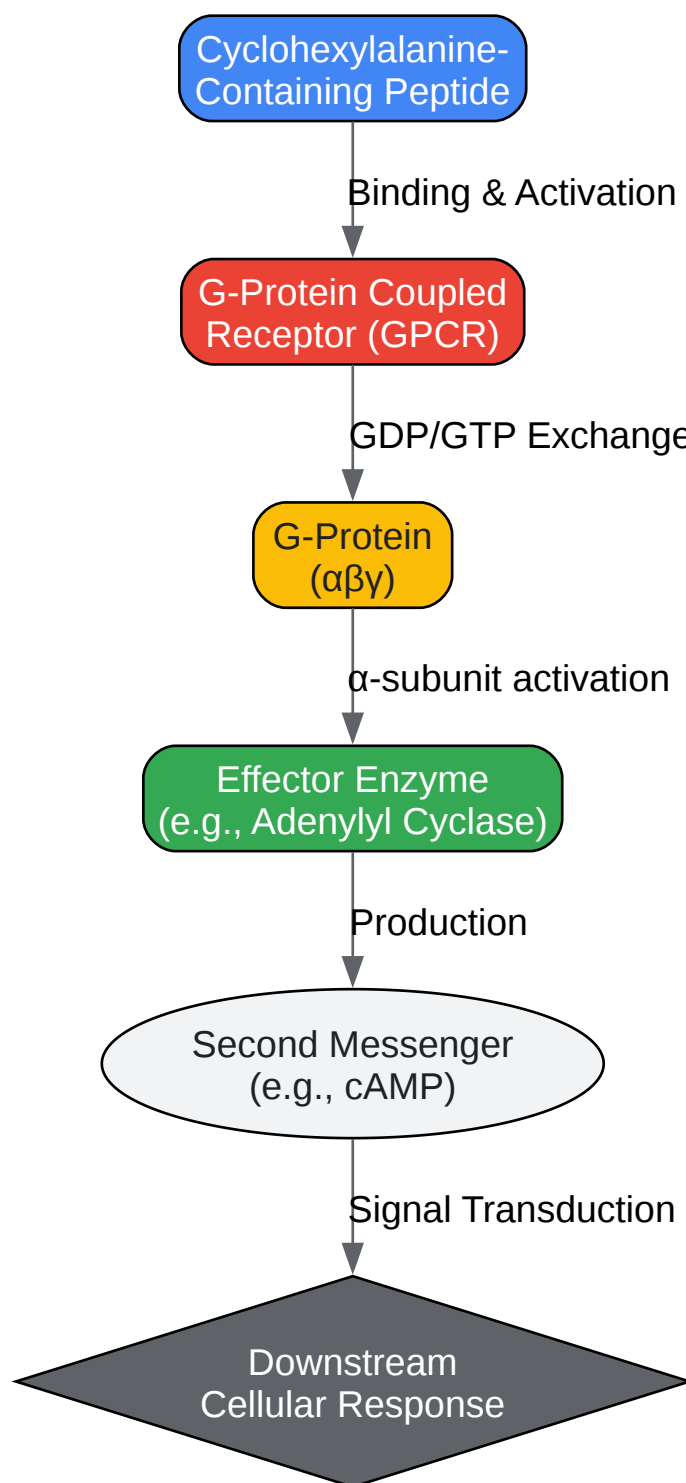 Cyclohexylalanine-
Containing Peptide
Binding & Activation
G-Protein Coupled
Receptor (GPCR)
GDP/GTP Exchange
G-Protein
(αβγ)
α-subunit activation
Effector Enzyme
(e.g., Adenylyl Cyclase)
Production
Second Messenger
(e.g., cAMP)
Signal Transduction
Downstream
Cellular Response